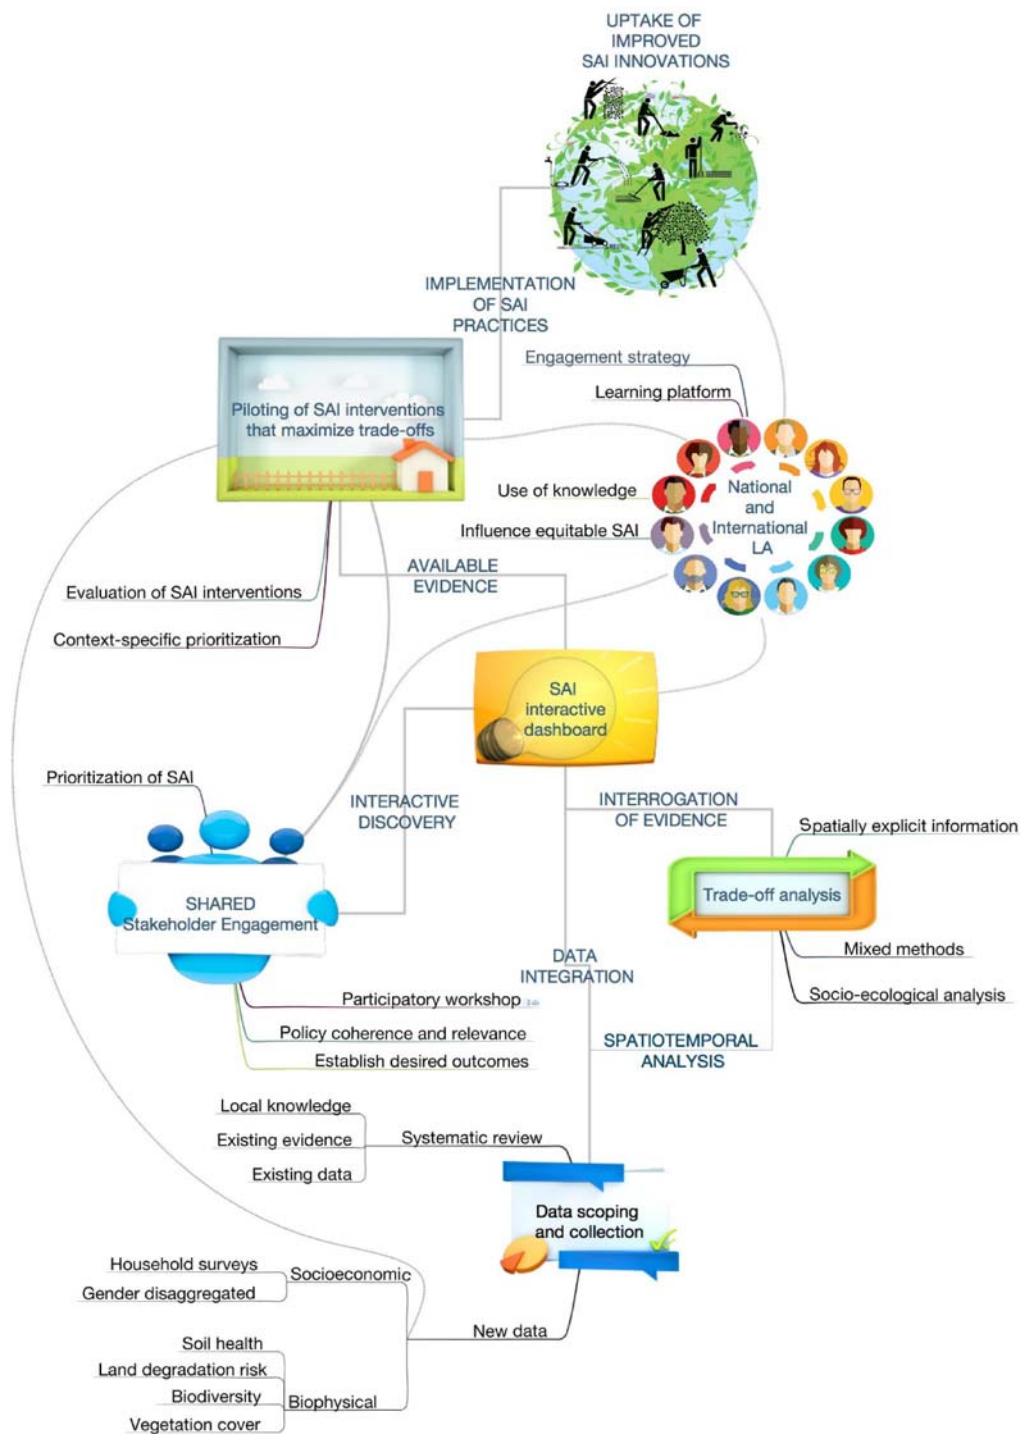 UPTAKE OF
IMPROVED
SAI INNOVATIONS
IMPLEMENTATION
OF SAI
PRACTICES
Engagement strategy
Learning platform
Piloting of SAI interventions
that maximize trade-offs
Use of knowledge
Influence equitable SAI
National
and
International
LA
AVAILABLE
EVIDENCE
Evaluation of SAI interventions
Context-specific prioritization
SAI
interactive
dashboard
Prioritization of SAI
INTERACTIVE
DISCOVERY
INTERROGATION
OF EVIDENCE
Spatially explicit information
Trade-off analysis
SHARED
Stakeholder Engagement
Mixed methods
Socio-ecological analysis
DATA
INTEGRATION
Participatory workshop
Policy coherence and relevance
Establish desired outcomes
SPATIOTEMPORAL
ANALYSIS
Local knowledge
Existing evidence
Existing data
Systematic review
Data scoping
and collection
Household surveys
Gender disaggregated
Socioeconomic
New data
Soil health
Land degradation risk
Biodiversity
Vegetation cover
Biophysical